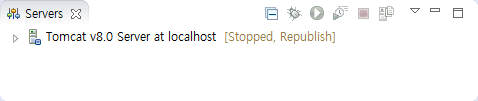 Servers
Tomcat v8.0 Server at localhost [Stopped, Republish]